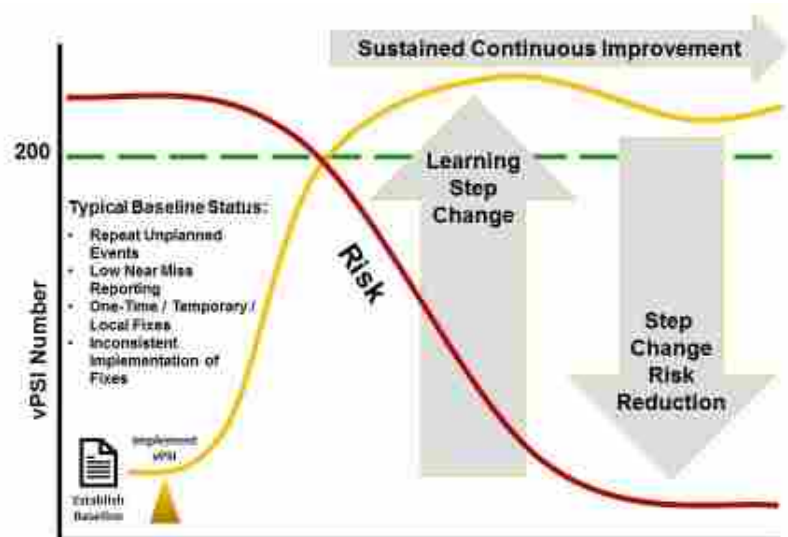 Sustained Continuous Improvement
200
Learning
Step
Change
Typical Baseline Status:
• Repeat Unplanned
Events
• Low Near Miss
Reporting
• One-Time / Temporary /
Local Fixes
• Inconsistent
Implementation of
Fixes
Risk
Step
Change
Risk
Reduction
vPSI Number
Implement
vPSI
Establish
Baseline